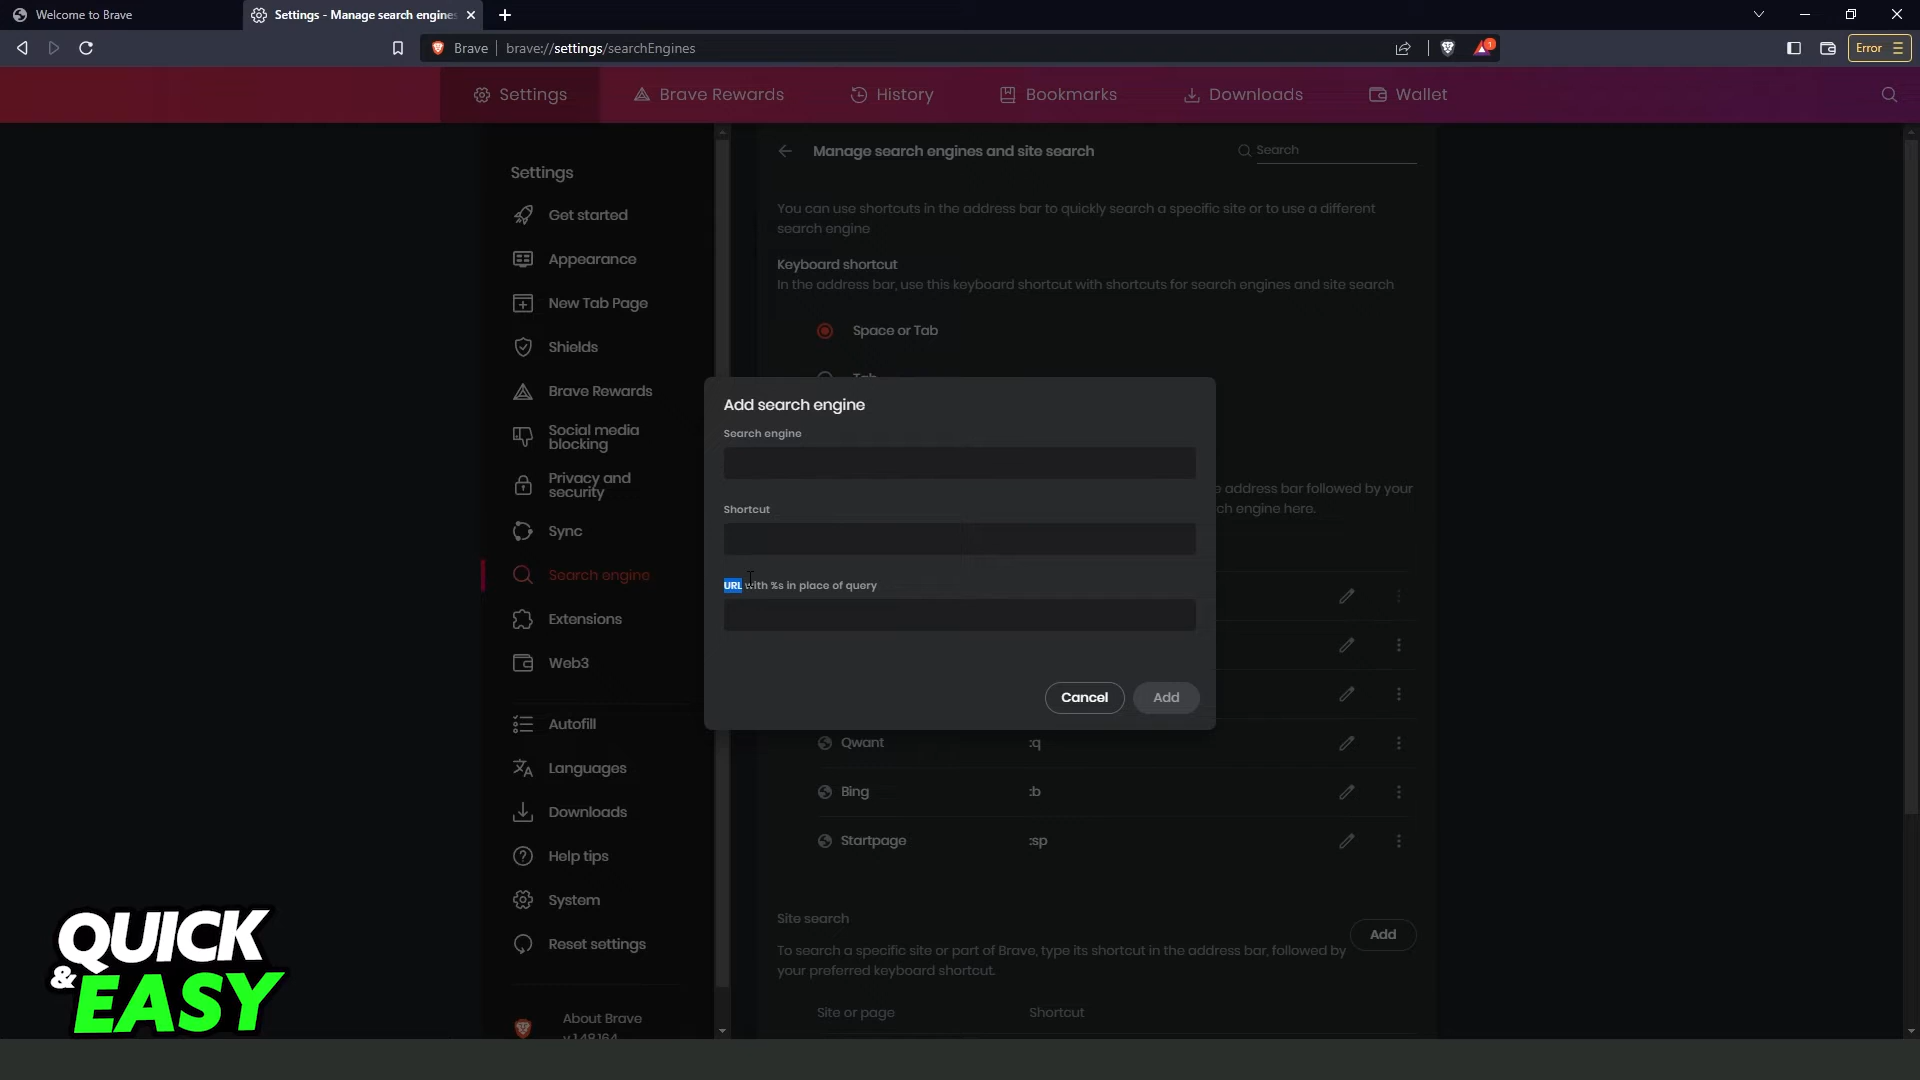 Welcome to Brave
Settings - Manage search engines
Brave
brave://settings/searchEngines
1
Error
Settings
Brave Rewards
History
Bookmarks
Downloads
Wallet
Settings
Get started
Appearance
New Tab Page
Shields
Brave Rewards
Social media
blocking
Privacy and
security
Sync
Search engine
Extensions
Web3
Autofill
Languages
Downloads
Help tips
System
Reset settings
About Brave
v 1.48.164
Manage search engines and site search
Search
You can use shortcuts in the address bar to quickly search a specific site or to use a different
search engine
Keyboard shortcut
In the address bar, use this keyboard shortcut with shortcuts for search engines and site search
Space or Tab
Tab
address bar followed by your
engine here.
Add search engine
Search engine
Shortcut
URL with %s in place of query
Cancel
Add
Qwant :q
Bing :b
Startpage :sp
Site search
Add
To search a specific site or part of Brave, type its shortcut in the address bar, followed by
your preferred keyboard shortcut.
Site or page Shortcut
QUICK
& EASY